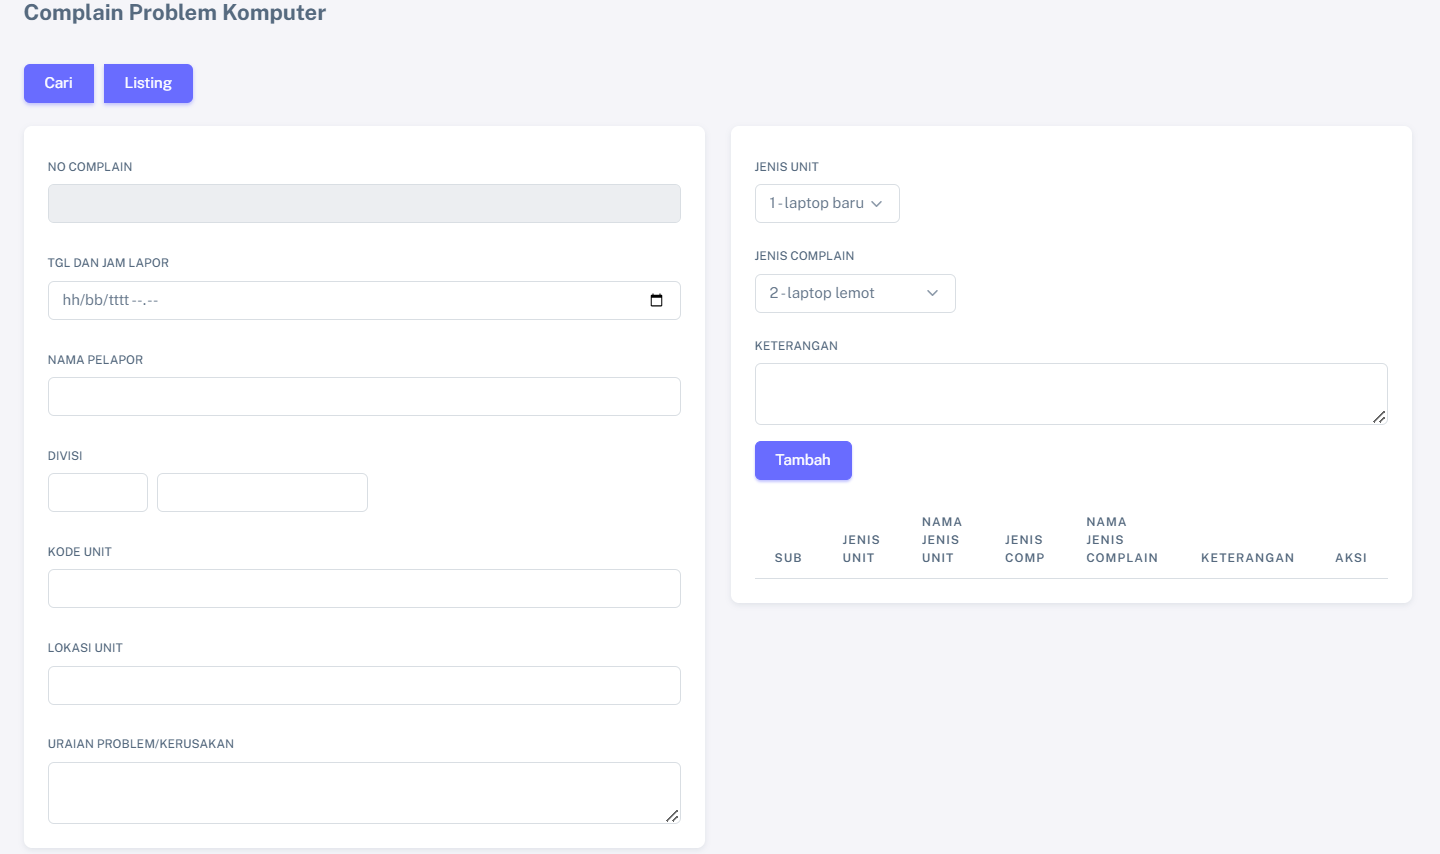 Complain Problem Komputer
Cari Listing
NO COMPLAIN
TGL DAN JAM LAPOR
hh/bb/tttt --.--
NAMA PELAPOR
DIVISI
KODE UNIT
LOKASI UNIT
URAIAN PROBLEM/KERUSAKAN
JENIS UNIT
1 - laptop baru
JENIS COMPLAIN
2 - laptop lemot
KETERANGAN
Tambah
SUB
JENIS
UNIT
NAMA
JENIS
UNIT
JENIS
COMP
NAMA
JENIS
COMPLAIN
KETERANGAN
AKSI